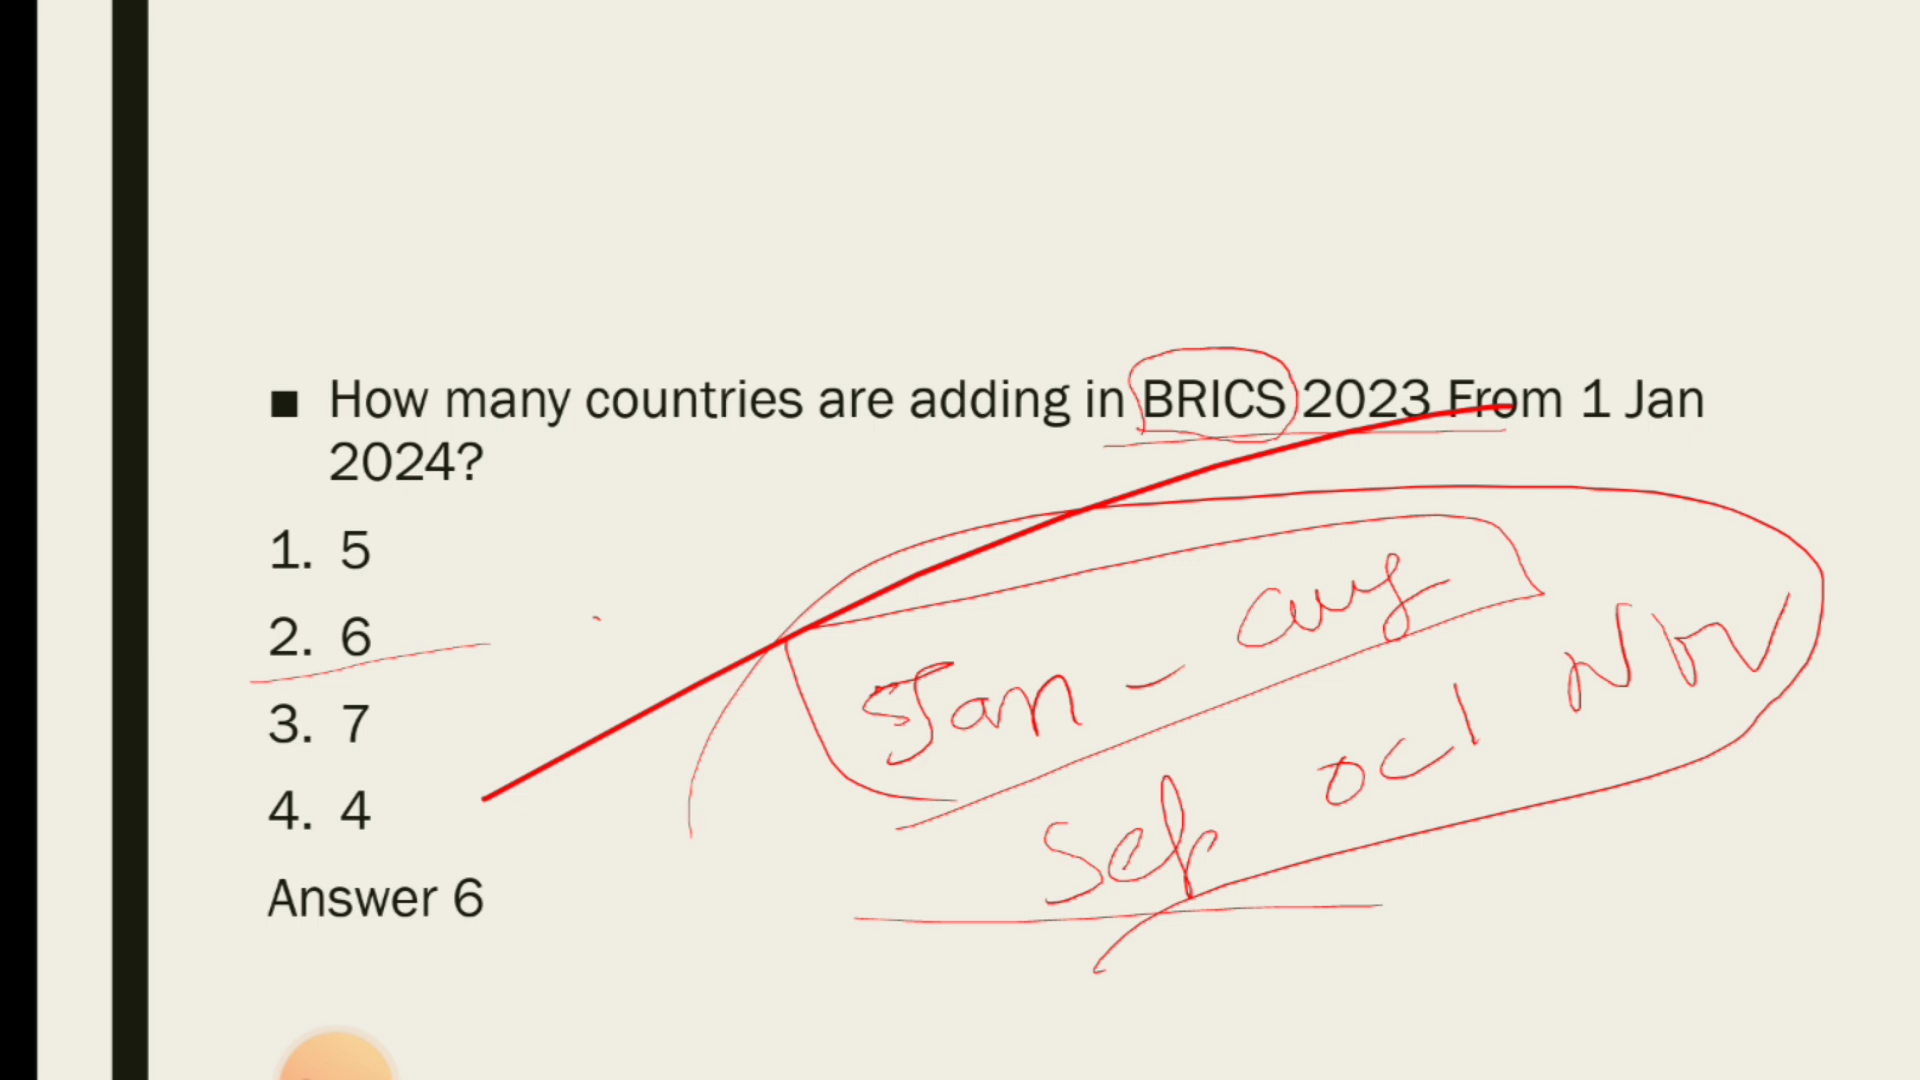 ■ How many countries are adding in BRICS 2023 From 1 Jan
2024?
1. 5
2. 6
3. 7
4. 4
Answer 6
Jan - aug
Sep oct Nov